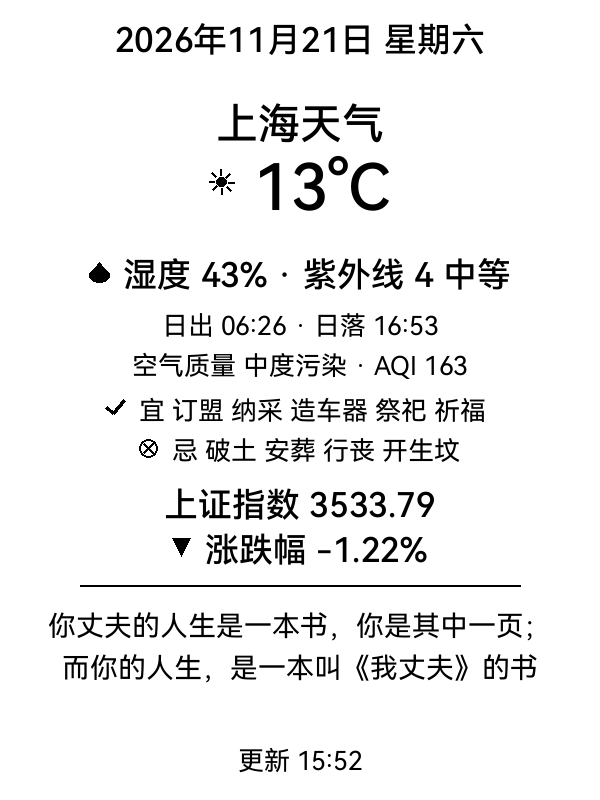 2026年11月21日 星期六
上海天气
13°C
湿度 43% · 紫外线 4 中等
日出 06:26 · 日落 16:53
空气质量 中度污染 · AQI 163
宜 订盟 纳采 造车器 祭祀 祈福
忌 破土 安葬 行丧 开生坟
上证指数 3533.79
▼ 涨跌幅 -1.22%
你丈夫的人生是一本书，你是其中一页；
而你的人生，是一本叫《我丈夫》的书
更新 15:52